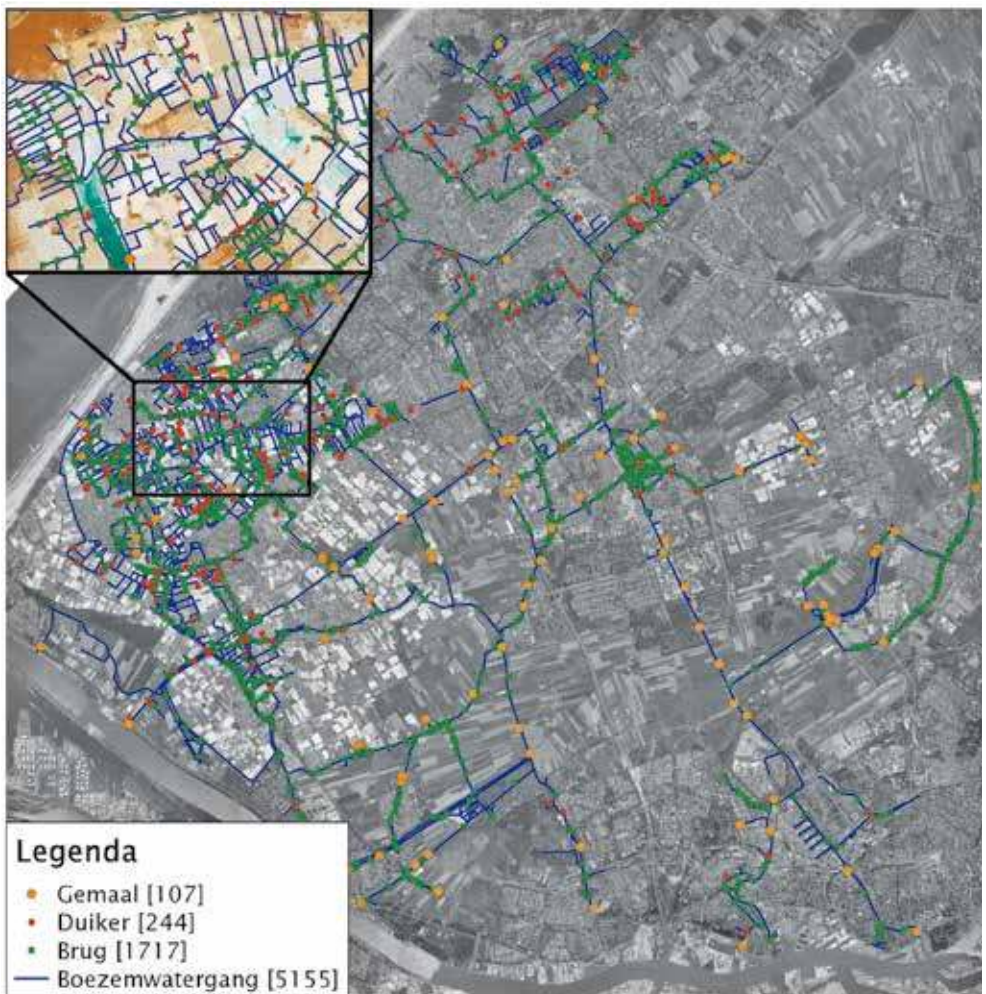 Legenda
Gemaal [107]
Duiker [244]
Brug [1717]
Boezemwatergang [5155]